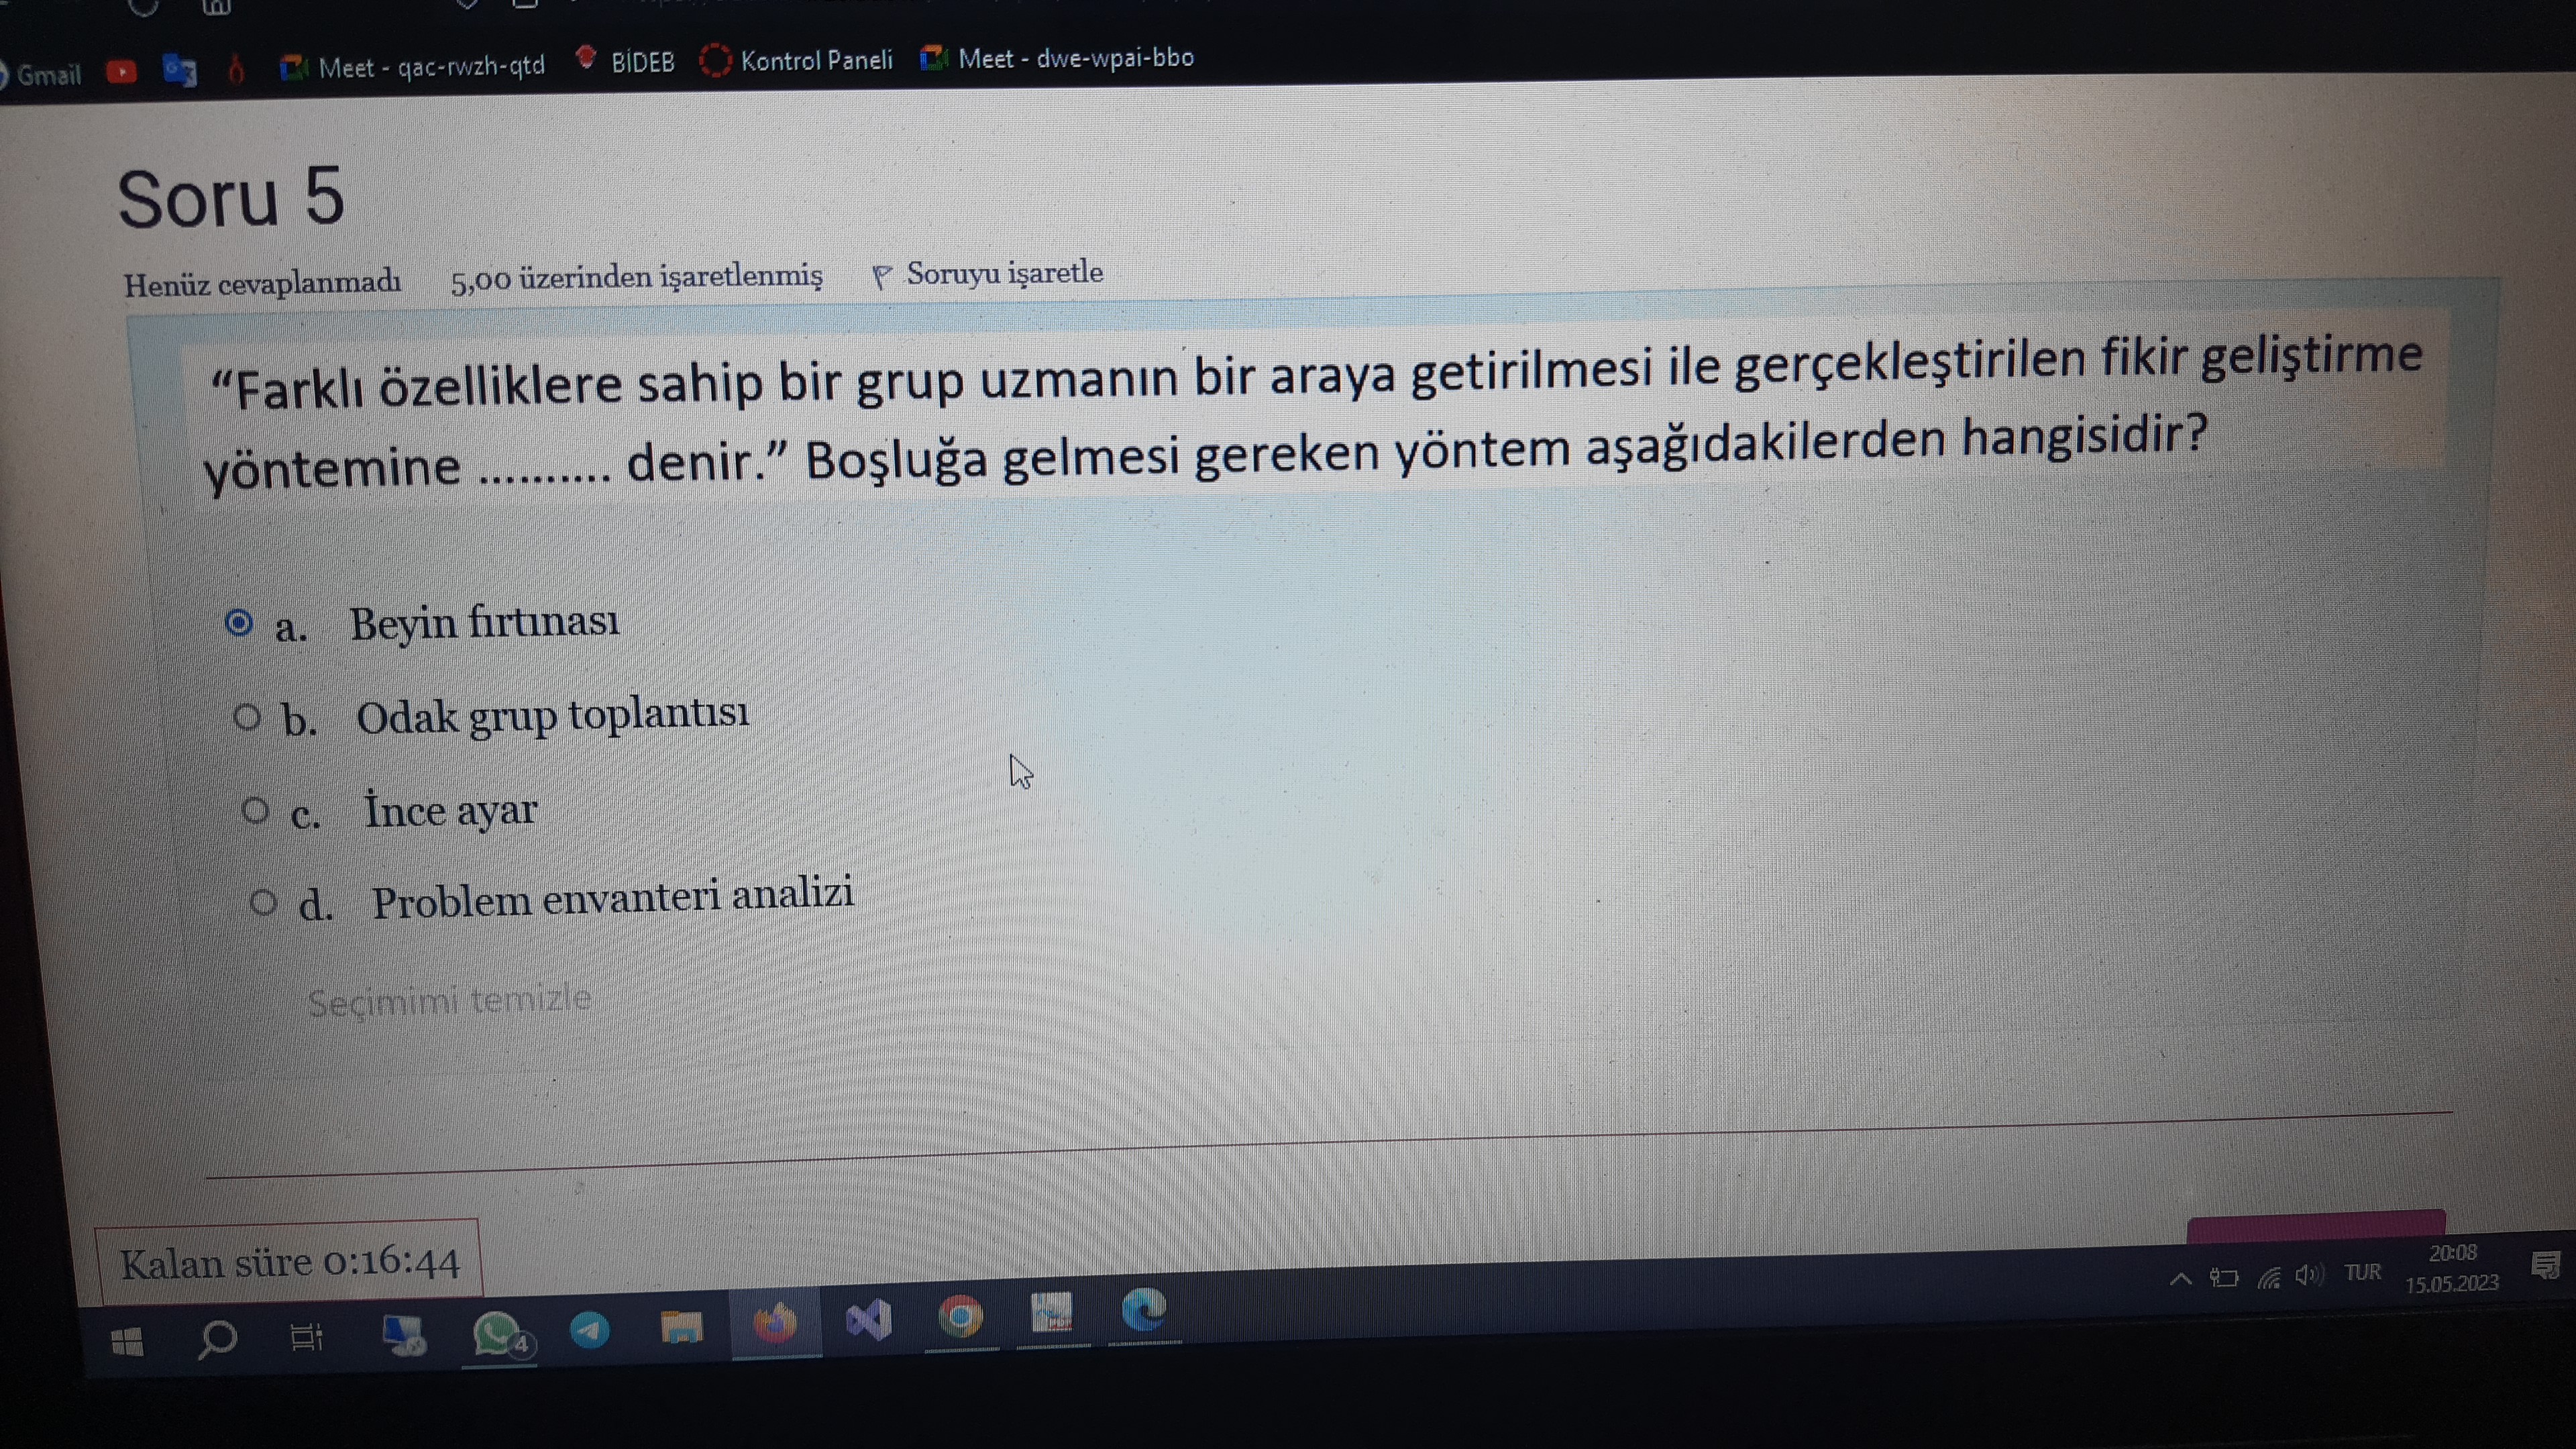 Gmail Meet - qac-rwzh-qtd BİDEB Kontrol Paneli Meet - dwe-wpai-bbo
Soru 5
Henüz cevaplanmadı 5,00 üzerinden işaretlenmiş Soruyu işaretle
“Farklı özelliklere sahip bir grup uzmanın bir araya getirilmesi ile gerçekleştirilen fikir geliştirme
yöntemine .......... denir.” Boşluğa gelmesi gereken yöntem aşağıdakilerden hangisidir?
a. Beyin fırtınası
b. Odak grup toplantısı
c. İnce ayar
d. Problem envanteri analizi
Seçimimi temizle
Kalan süre 0:16:44
4
TUR
20:08
15.05.2023